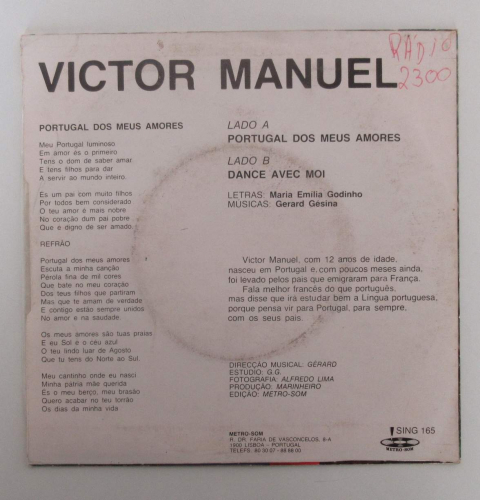 VICTOR MANUEL
RÁDIO
2300
PORTUGAL DOS MEUS AMORES
Meu Portugal luminoso
Em amor és o primeiro
Tens o dom de saber amar
E tens filhos para dar
A servir ao mundo inteiro
És um pai com muito filhos
Por todos bem considerado
O teu amor é mais nobre
No coração dum pai pobre
Que é digno de ser amado
REFRÃO
Portugal dos meus amores
Escuta a minha canção
Pérola fina de mil cores
Que bate no meu coração
Dos teus filhos que partiram
Mas que te amam de verdade
E contigo estão sempre unidos
No amor e na saudade.
Os meus amores são tuas praias
E eu Sol e o céu azul
O teu lindo luar de Agosto
Que tu tens do Norte ao Sul.
Meu cantinho onde eu nasci
Minha patria mãe querida
És o meu berço, meu brasão
Quero acabar no teu torrão
Os dias da minha vida
LADO A
PORTUGAL DOS MEUS AMORES
LADO B
DANCE AVEC MOI
LETRAS: Maria Emília Godinho
MÚSICAS: Gerard Gésina
Victor Manuel, com 12 anos de idade,
nasceu em Portugal e, com poucos meses ainda,
foi levado pelos pais que emigraram para França.
Fala melhor francês do que português,
mas disse que irá estudar bem a Língua portuguesa,
porque pensa vir para Portugal, para sempre,
com os seus pais.
DIRECÇÃO MUSICAL: GÉRARD
ESTÚDIO: G.G.
FOTOGRAFIA: ALFREDO LIMA
PRODUÇÃO: MARINHEIRO
EDIÇÃO: METRO-SOM
METRO-SOM
R. DR. FARIA DE VASCONCELOS, 8-A
1900 LISBOA - PORTUGAL
SING 165
METRO-SOM